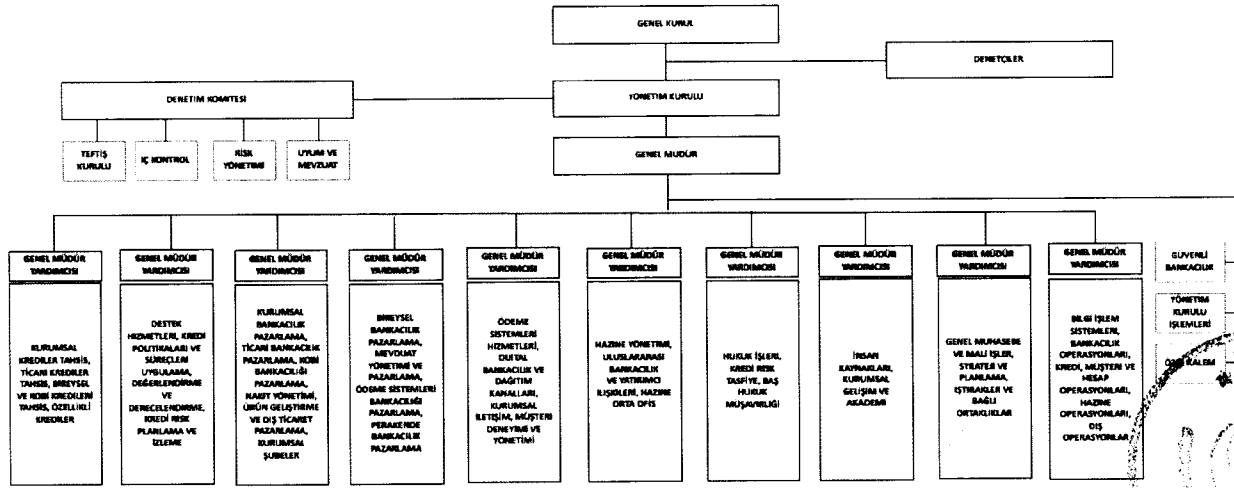 GENEL KURUL
DENETÇİLER
DENETİM KOMİTESİ
YÖNETİM KURULU
TEFTİŞ
KURULU
İÇ KONTROL
RİSK
YÖNETİMİ
UYUM VE
MEVZUAT
GENEL MÜDÜR
GENEL MÜDÜR
YARDIMCISI
KURUMSAL
KREDİLER TAHSİS,
TİCARİ KREDİLER
TAHSİS, BİREYSEL
VE KOBİ KREDİLERİ
TAHSİS, ÖZELLİKLİ
KREDİLER
GENEL MÜDÜR
YARDIMCISI
DESTEK
HİZMETLERİ, KREDİ
POLİTİKALARI VE
SÜREÇLERİ
UYGULAMA,
DEĞERLENDİRME
VE
DERECELENDİRME,
KREDİ RİSK
PLANLAMA VE
İZLEME
GENEL MÜDÜR
YARDIMCISI
KURUMSAL
BANKACILIK
PAZARLAMA,
TİCARİ BANKACILIK
PAZARLAMA, KOBİ
BANKACILIĞI
PAZARLAMA,
NAKİT YÖNETİMİ,
ÜRÜN GELİŞTİRME
VE DIŞ TİCARET
PAZARLAMA,
KURUMSAL
ŞUBELER
GENEL MÜDÜR
YARDIMCISI
BİREYSEL
BANKACILIK
PAZARLAMA,
MEVDUAT
YÖNETİMİ VE
PAZARLAMA,
ÖDEME SİSTEMLERİ
BANKACILIĞI
PAZARLAMA,
PERAKENDE
BANKACILIK
PAZARLAMA
GENEL MÜDÜR
YARDIMCISI
ÖDEME
SİSTEMLERİ
HİZMETLERİ,
DİJİTAL
BANKACILIK VE
DAĞITIM
KANALLARI,
KURUMSAL
İLETİŞİM, MÜŞTERİ
DENEYİMİ VE
YÖNETİMİ
GENEL MÜDÜR
YARDIMCISI
HAZİNE YÖNETİMİ,
ULUSLARARASI
BANKACILIK
VE YATIRIMCI
İLİŞKİLERİ, HAZİNE
ORTA OFİS
GENEL MÜDÜR
YARDIMCISI
HUKUK İŞLERİ,
KREDİ RİSK
TASFİYE, BAŞ
HUKUK
MÜŞAVİRLİĞİ
GENEL MÜDÜR
YARDIMCISI
İNSAN
KAYNAKLARI,
KURUMSAL
GELİŞİM VE
AKADEMİ
GENEL MÜDÜR
YARDIMCISI
GENEL MUHASEBE
VE MALİ İŞLER,
STRATEJİ VE
PLANLAMA,
İŞTİRAKLER VE
BAĞLI
ORTAKLIKLAR
GENEL MÜDÜR
YARDIMCISI
BİLGİ İŞLEM
SİSTEMLERİ,
BANKACILIK
OPERASYONLARI,
KREDİ, MÜŞTERİ VE
HESAP
OPERASYONLARI,
HAZİNE
OPERASYONLARI,
DIŞ
OPERASYONLAR
GÜVENLİ
BANKACILIK
YÖNETİM
KURULU
İŞLEMLERİ
ÖZEL KALEM